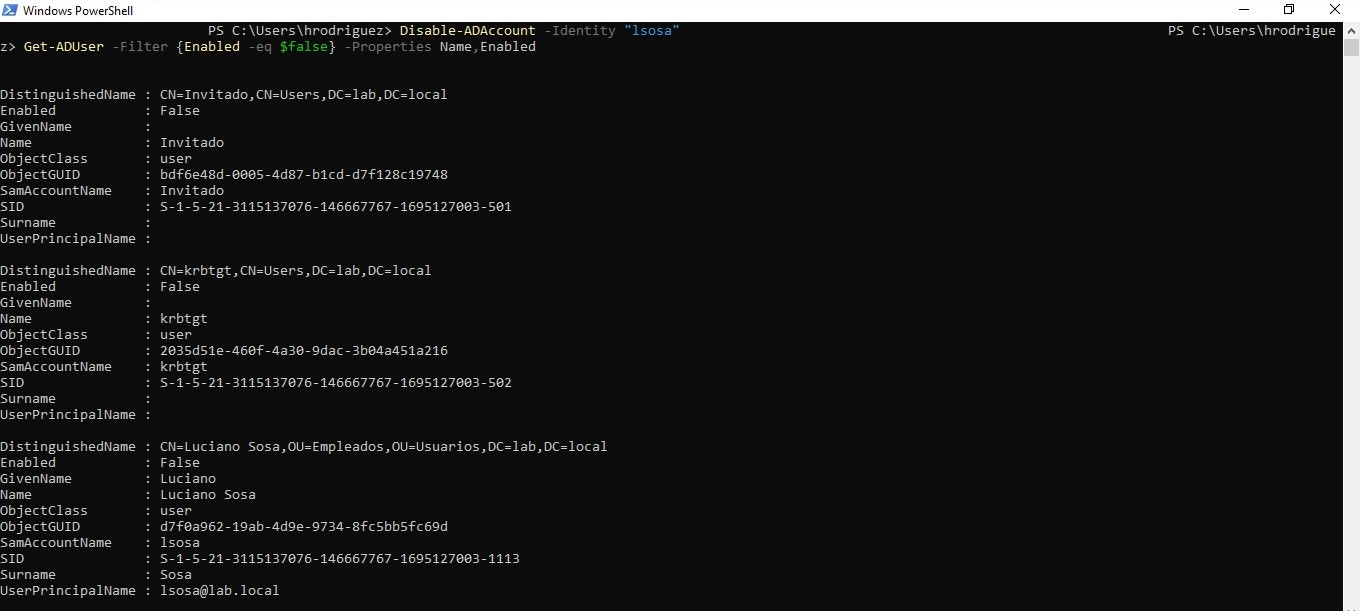 Windows PowerShell
PS C:\Users\hrodriguez> Disable-ADAccount -Identity "lsosa" PS C:\Users\hrodrigue
z> Get-ADUser -Filter {Enabled -eq $false} -Properties Name,Enabled
DistinguishedName : CN=Invitado,CN=Users,DC=lab,DC=local
Enabled : False
GivenName :
Name : Invitado
ObjectClass : user
ObjectGUID : bdf6e48d-0005-4d87-b1cd-d7f128c19748
SamAccountName : Invitado
SID : S-1-5-21-3115137076-146667767-1695127003-501
Surname :
UserPrincipalName :
DistinguishedName : CN=krbtgt,CN=Users,DC=lab,DC=local
Enabled : False
GivenName :
Name : krbtgt
ObjectClass : user
ObjectGUID : 2035d51e-460f-4a30-9dac-3b04a451a216
SamAccountName : krbtgt
SID : S-1-5-21-3115137076-146667767-1695127003-502
Surname :
UserPrincipalName :
DistinguishedName : CN=Luciano Sosa,OU=Empleados,OU=Usuarios,DC=lab,DC=local
Enabled : False
GivenName : Luciano
Name : Luciano Sosa
ObjectClass : user
ObjectGUID : d7f0a962-19ab-4d9e-9734-8fc5bb5fc69d
SamAccountName : lsosa
SID : S-1-5-21-3115137076-146667767-1695127003-1113
Surname : Sosa
UserPrincipalName : lsosa@lab.local